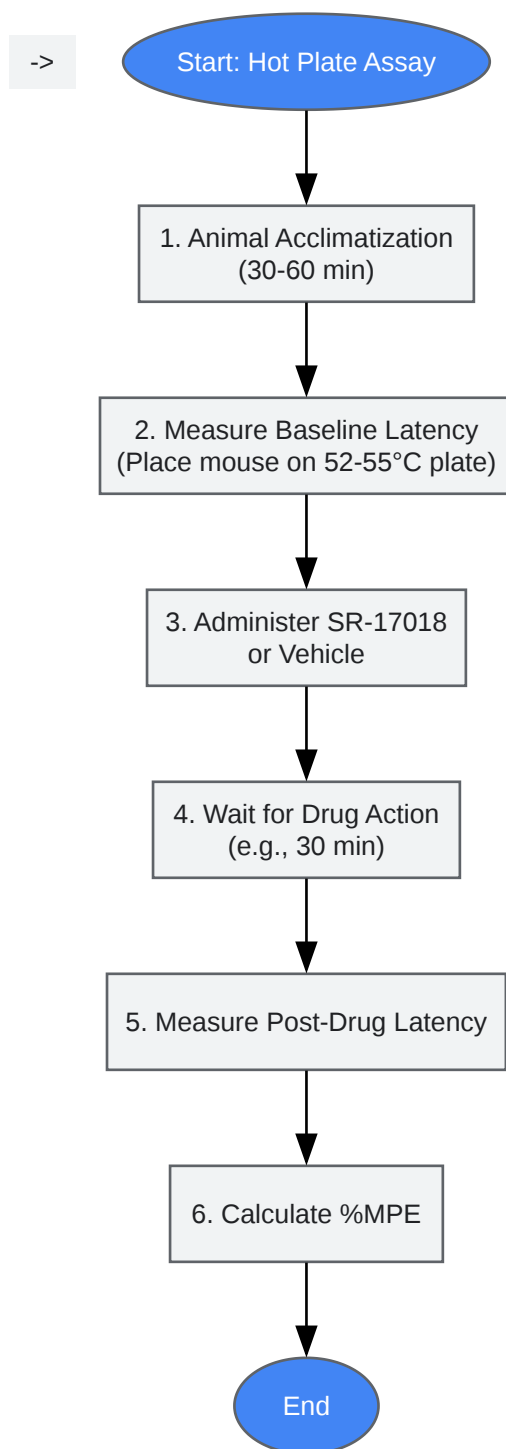 ->
Start: Hot Plate Assay
1. Animal Acclimatization
(30-60 min)
2. Measure Baseline Latency
(Place mouse on 52-55°C plate)
3. Administer SR-17018
or Vehicle
4. Wait for Drug Action
(e.g., 30 min)
5. Measure Post-Drug Latency
6. Calculate %MPE
End